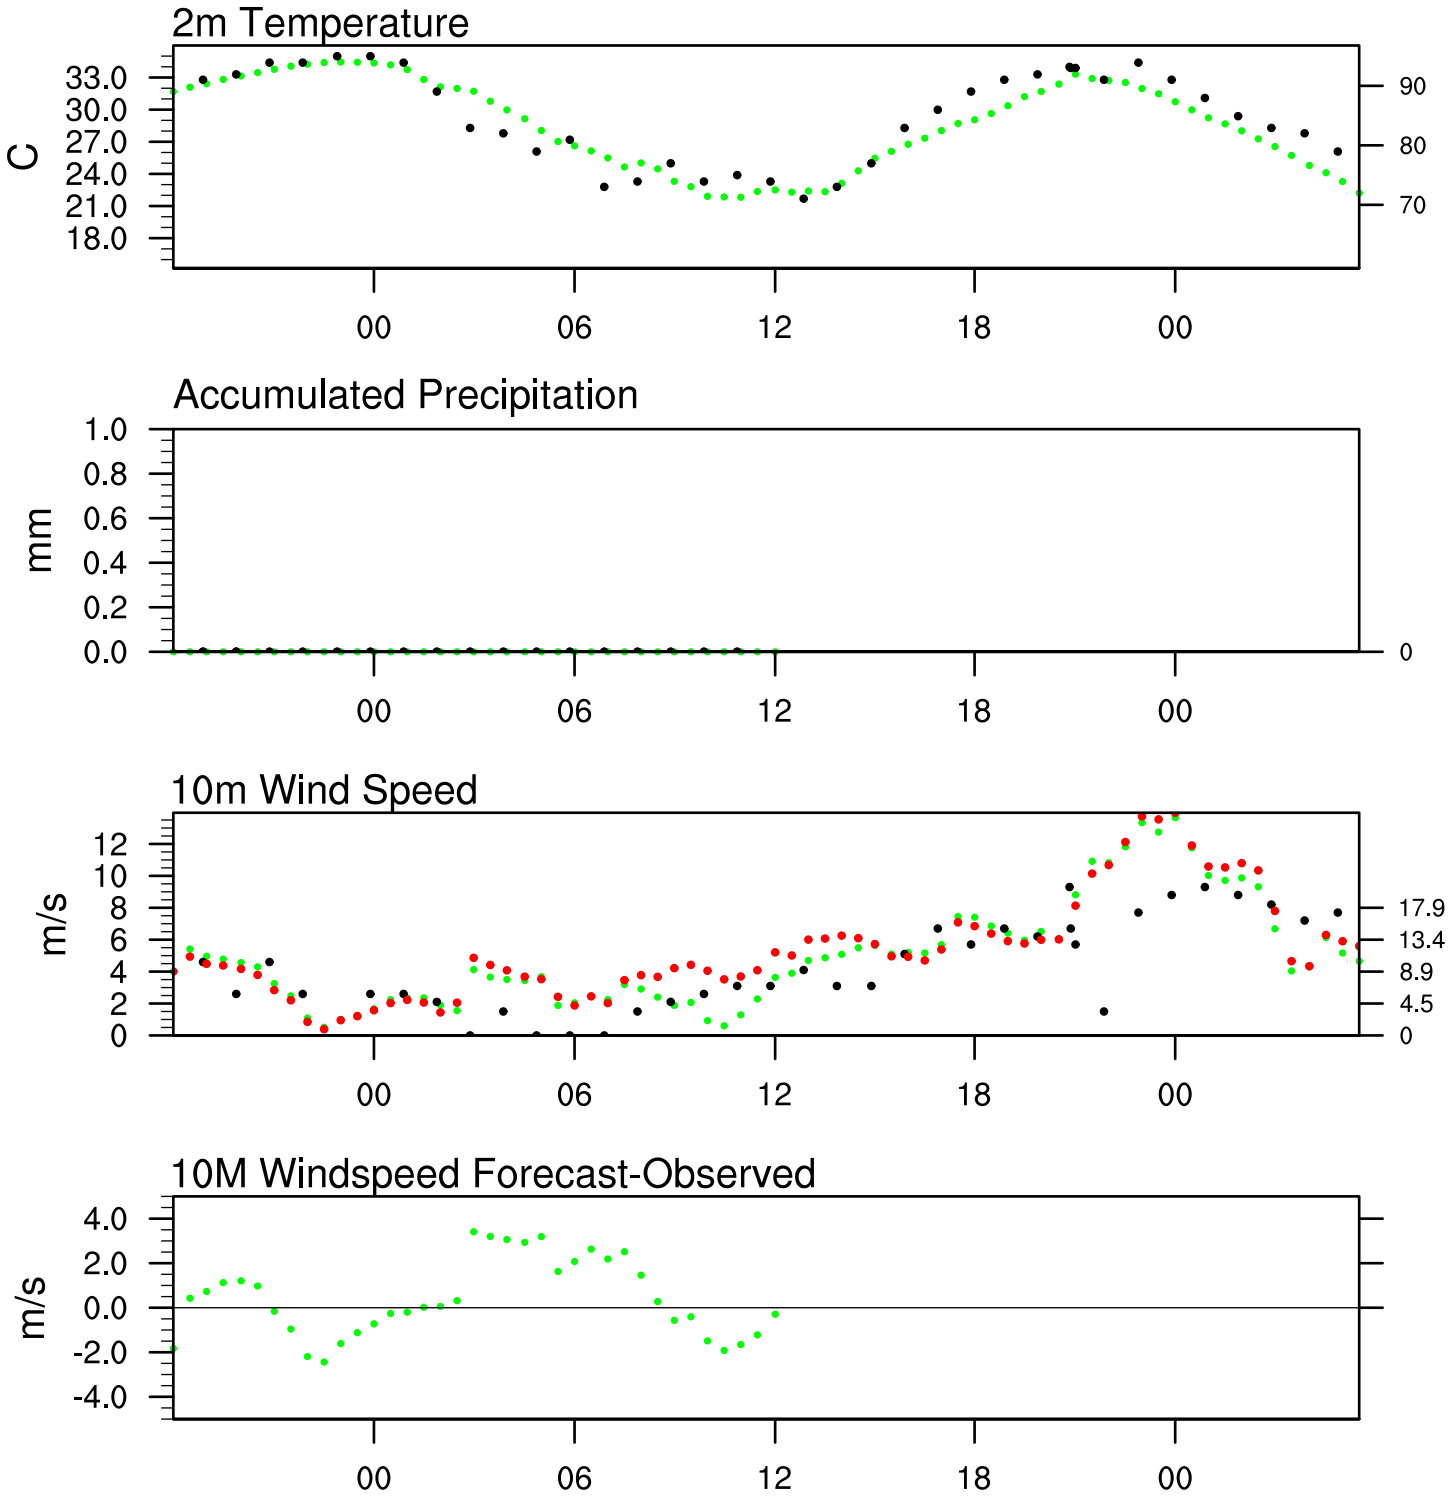 2m Temperature
C
33.0
30.0
27.0
24.0
21.0
18.0
90
80
70
00 06 12 18 00
Accumulated Precipitation
mm
1.0
0.8
0.6
0.4
0.2
0.0
0
00 06 12 18 00
10m Wind Speed
m/s
12
10
8
6
4
2
0
17.9
13.4
8.9
4.5
0
00 06 12 18 00
10M Windspeed Forecast-Observed
m/s
4.0
2.0
0.0
-2.0
-4.0
00 06 12 18 00